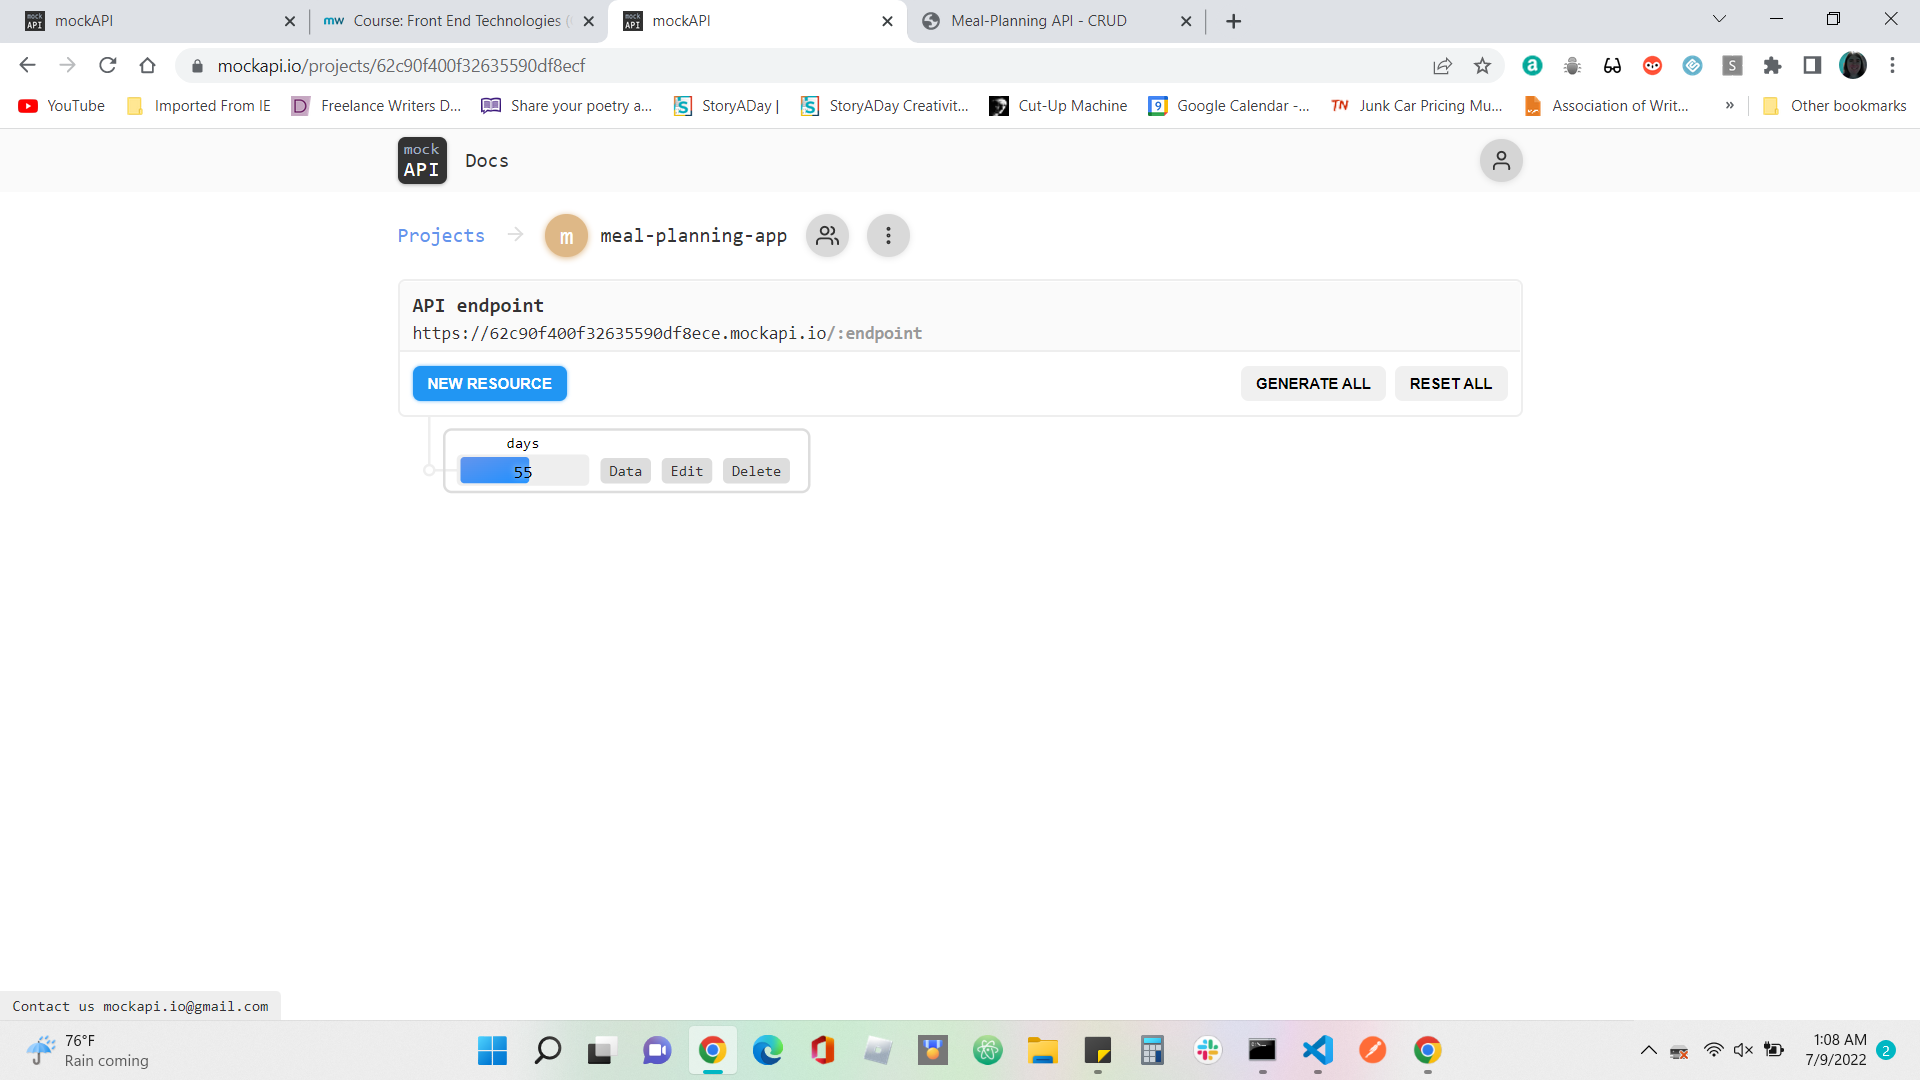 mockAPI
mw Course: Front End Technologies (
mock API mockAPI
Meal-Planning API - CRUD
mockapi.io/projects/62c90f400f32635590df8ecf
YouTube
Imported From IE
D Freelance Writers D...
Share your poetry a...
StoryADay |
StoryADay Creativit...
Cut-Up Machine
9 Google Calendar -...
TN Junk Car Pricing Mu...
Association of Writ...
» Other bookmarks
mock
API
Docs
Projects
m
meal-planning-app
API endpoint
https://62c90f400f32635590df8ece.mockapi.io/:endpoint
NEW RESOURCE
GENERATE ALL
RESET ALL
days
55
Data
Edit
Delete
Contact us mockapi.io@gmail.com
76°F
Rain coming
1:08 AM
7/9/2022
2